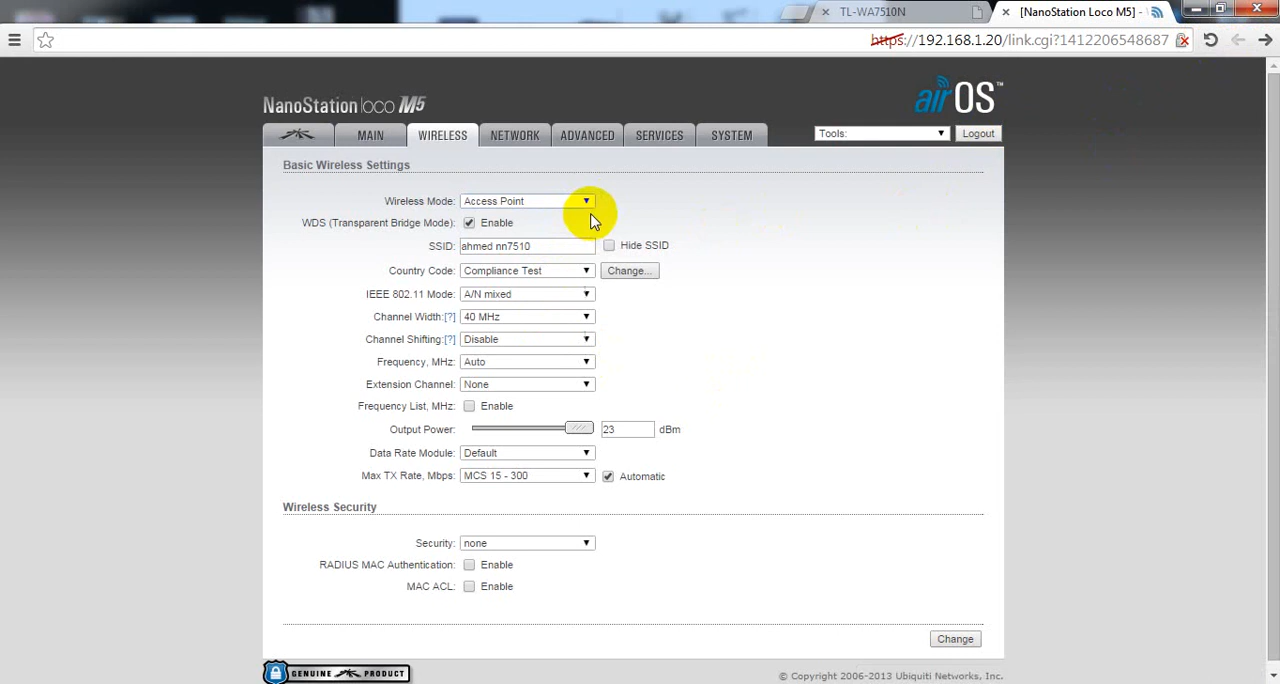 TL-WA7510N
[NanoStation Loco M5] -
https://192.168.1.20/link.cgi?1412206548687
NanoStation loco M5
airOS™
MAIN WIRELESS NETWORK ADVANCED SERVICES SYSTEM
Tools: Logout
Basic Wireless Settings
Wireless Mode: Access Point
WDS (Transparent Bridge Mode): Enable
SSID: ahmed nn7510 Hide SSID
Country Code: Compliance Test Change...
IEEE 802.11 Mode: A/N mixed
Channel Width:[?] 40 MHz
Channel Shifting:[?] Disable
Frequency, MHz: Auto
Extension Channel: None
Frequency List, MHz: Enable
Output Power: 23 dBm
Data Rate Module: Default
Max TX Rate, Mbps: MCS 15 - 300 Automatic
Wireless Security
Security: none
RADIUS MAC Authentication: Enable
MAC ACL: Enable
Change
GENUINE PRODUCT
© Copyright 2006-2013 Ubiquiti Networks, Inc.